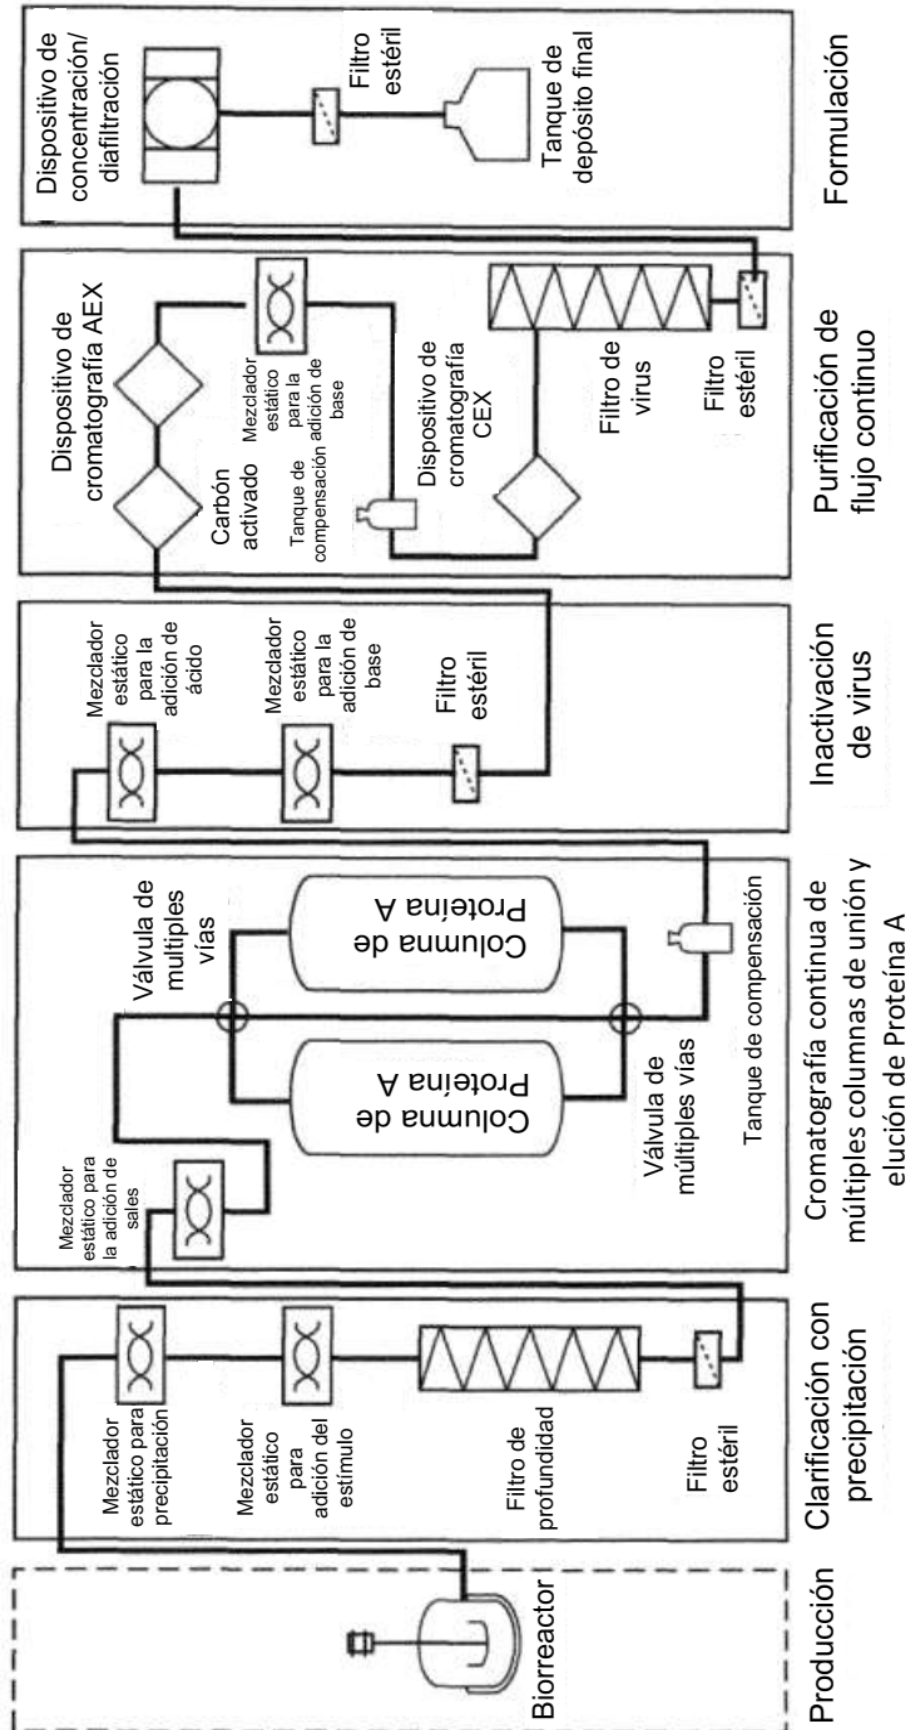 Producción
Biorreactor
Clarificación con
precipitación
Mezclador
estático para
precipitación
Mezclador
estático
para
adición del
estímulo
Filtro de
profundidad
Filtro
estéril
Cromatografía continua de
múltiples columnas de unión y
elución de Proteína A
Mezclador
estático para
la adición de
sales
Válvula de
multiples
vías
Columna de
Proteína A
Columna de
Proteína A
Válvula de
múltiples vías
Tanque de compensación
Inactivación
de virus
Mezclador
estático
para la
adición de
ácido
Mezclador
estático
para la
adición de
base
Filtro
estéril
Purificación de
flujo continuo
Dispositivo de
cromatografía AEX
Carbón
activado
Mezclador
estático
para la
adición de
base
Tanque de
compensación
Dispositivo de
cromatografía
CEX
Filtro de
virus
Filtro
estéril
Formulación
Dispositivo de
concentración/
diafiltración
Filtro
estéril
Tanque de
depósito final